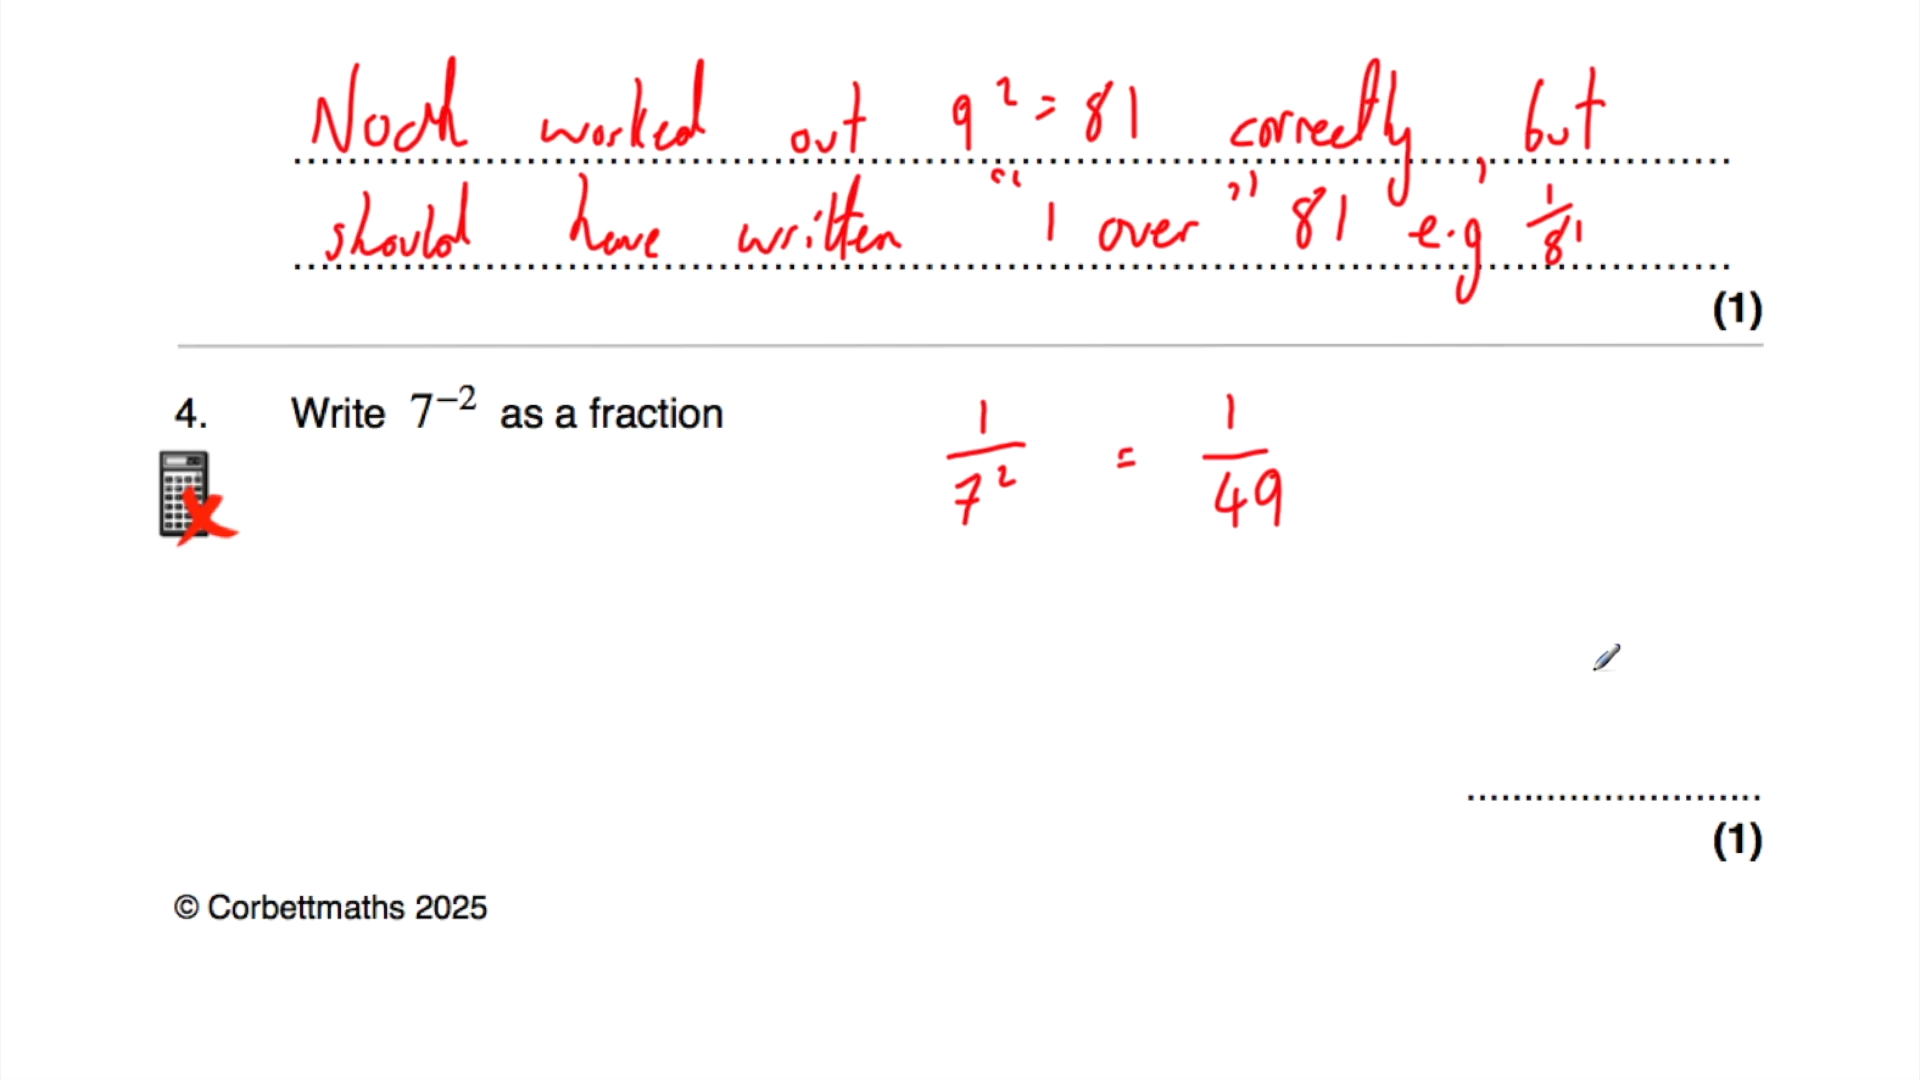 Noah worked out 9² = 81 correctly, but
should have written "1 over" 81 e.g 1/81
(1)
4. Write 7⁻² as a fraction
1/7² = 1/49
(1)
© Corbettmaths 2025